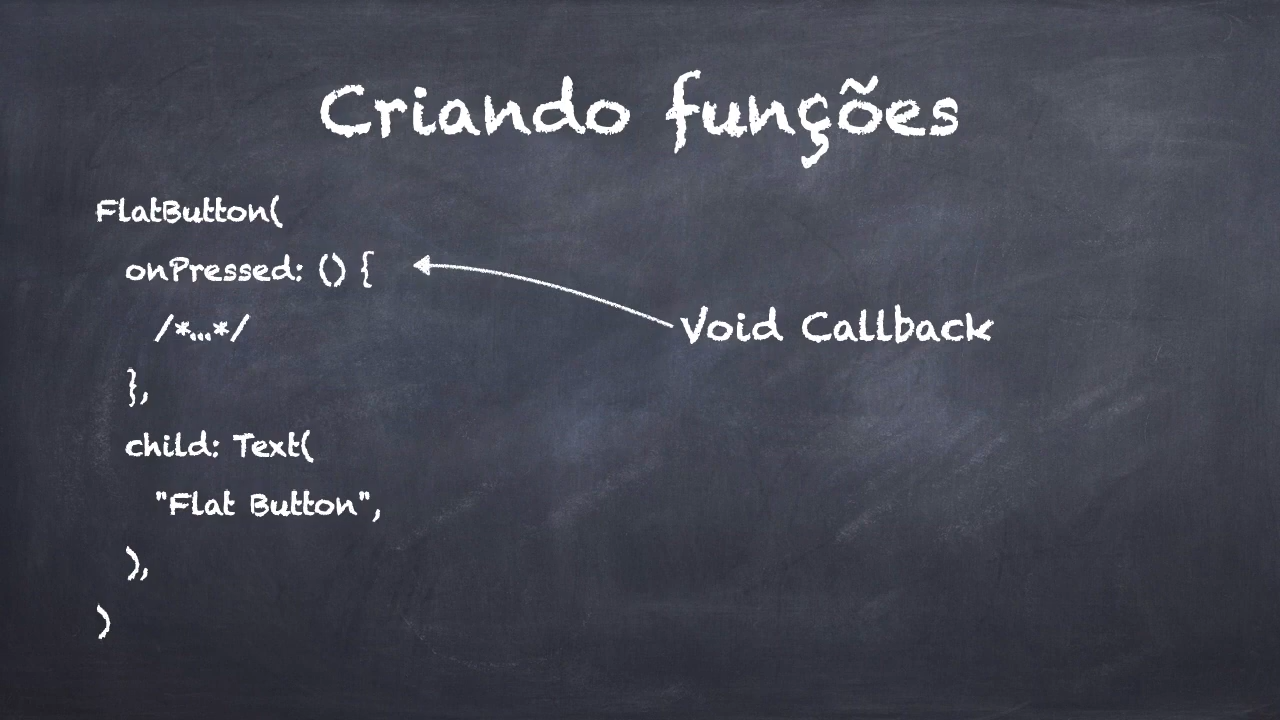 Criando funções
FlatButton(
onPressed: () {
/*...*/
},
child: Text(
"Flat Button",
),
)
Void Callback